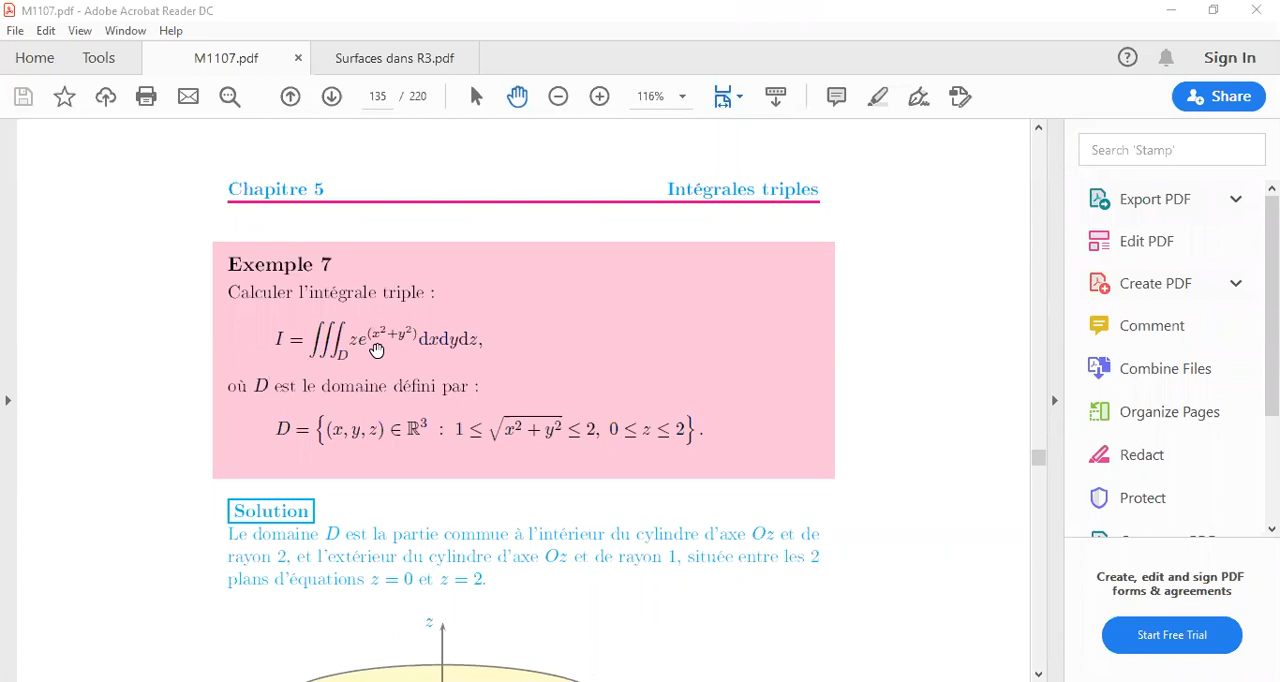 M1107.pdf - Adobe Acrobat Reader DC
File Edit View Window Help
Home Tools M1107.pdf × Surfaces dans R3.pdf Sign In
135 / 220 116% Share
Chapitre 5 Intégrales triples
Exemple 7
Calculer l'intégrale triple :
I = ∭_D ze^(x²+y²) dxdydz,
où D est le domaine défini par :
D = {(x, y, z) ∈ ℝ³ : 1 ≤ √(x² + y²) ≤ 2, 0 ≤ z ≤ 2}.
Solution
Le domaine D est la partie commue à l'intérieur du cylindre d'axe Oz et de
rayon 2, et l'extérieur du cylindre d'axe Oz et de rayon 1, située entre les 2
plans d'équations z = 0 et z = 2.
z
Search 'Stamp'
Export PDF
Edit PDF
Create PDF
Comment
Combine Files
Organize Pages
Redact
Protect
Create, edit and sign PDF
forms & agreements
Start Free Trial